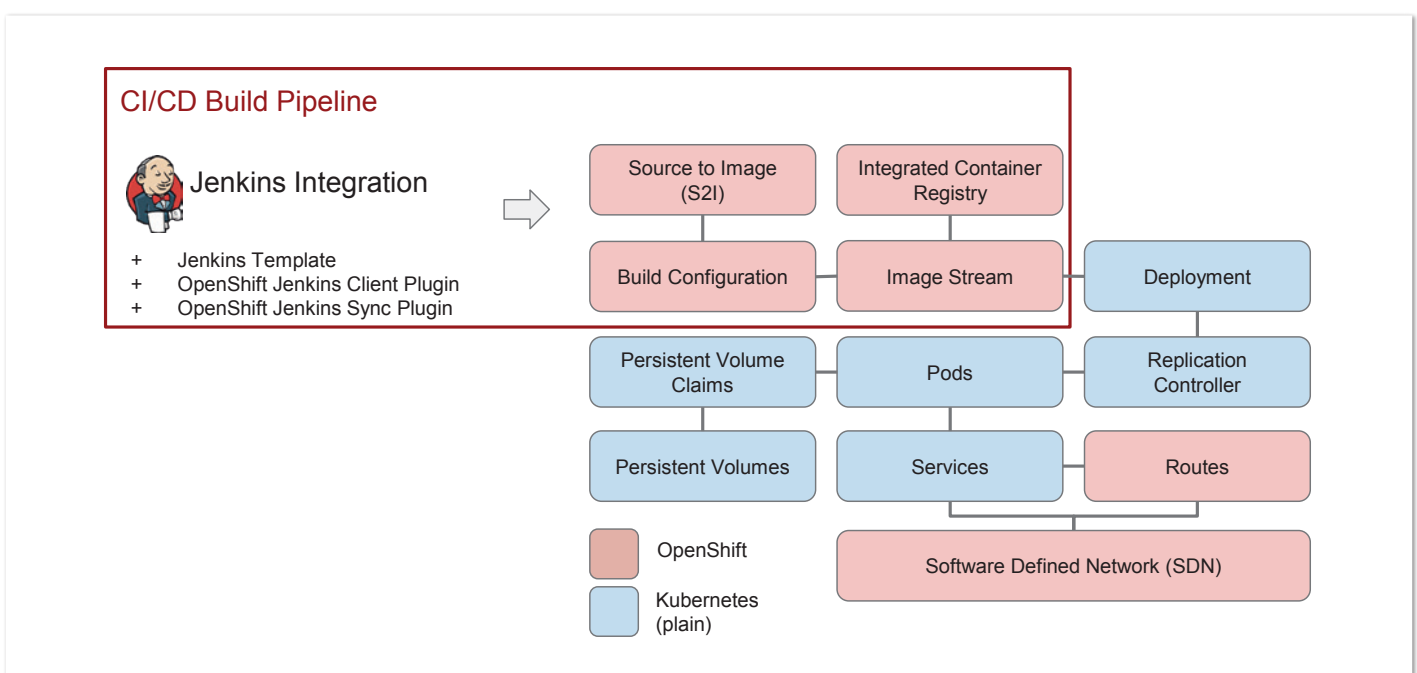 CI/CD Build Pipeline
Jenkins Integration
+ Jenkins Template
+ OpenShift Jenkins Client Plugin
+ OpenShift Jenkins Sync Plugin
Source to Image
(S2I)
Integrated Container
Registry
Build Configuration
Image Stream
Deployment
Persistent Volume
Claims
Pods
Replication
Controller
Persistent Volumes
Services
Routes
OpenShift
Software Defined Network (SDN)
Kubernetes
(plain)